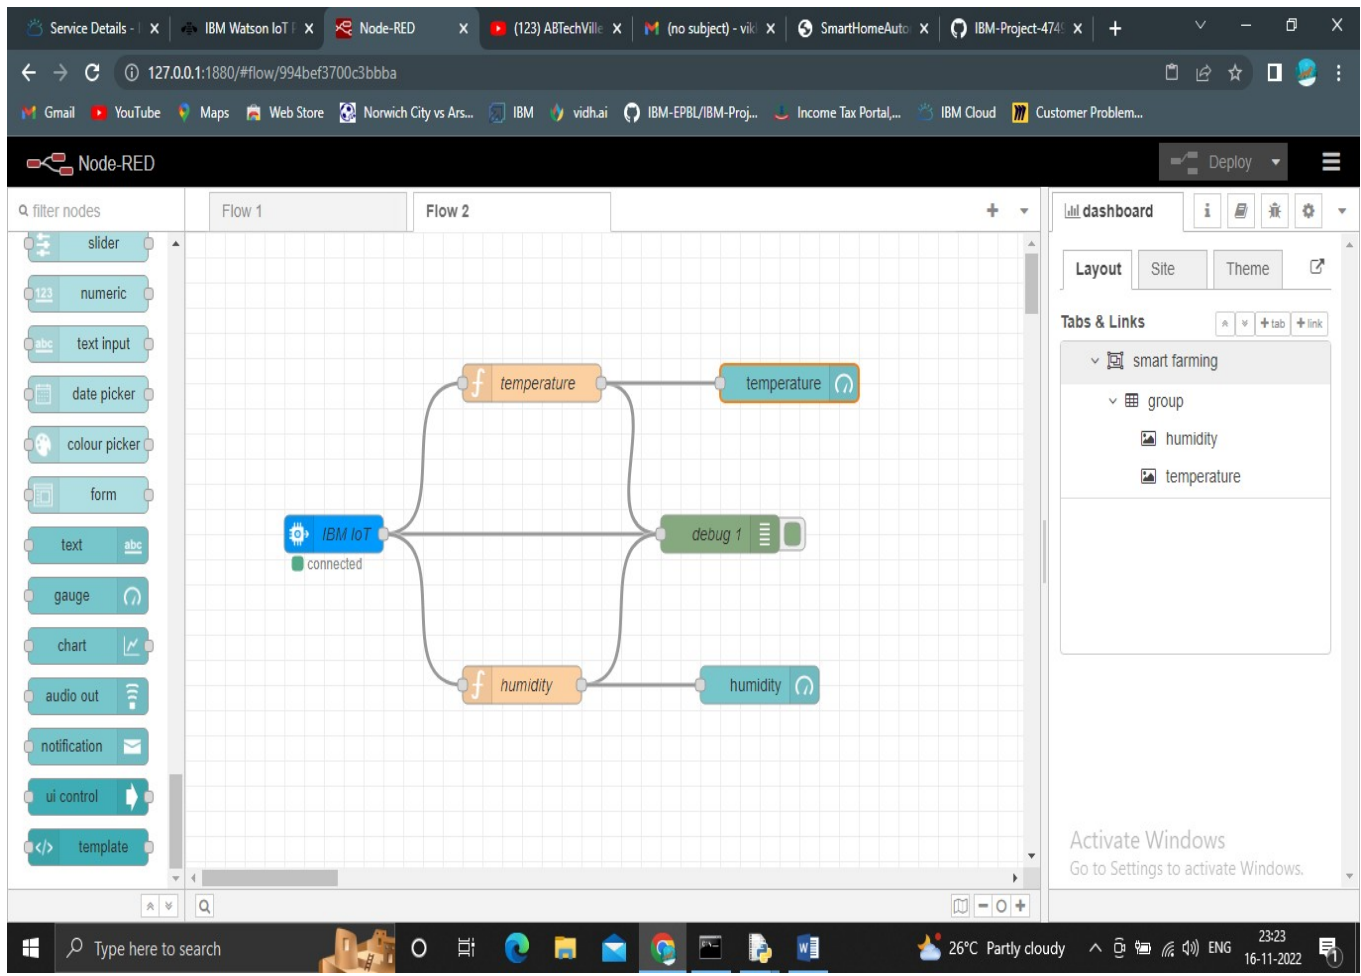 Service Details - I
IBM Watson IoT P
Node-RED
(123) ABTechVille
(no subject) - vik
SmartHomeAuto
IBM-Project-4749
127.0.0.1:1880/#flow/994bef3700c3bbba
Gmail
YouTube
Maps
Web Store
Norwich City vs Ars...
IBM
vidh.ai
IBM-EPBL/IBM-Proj...
Income Tax Portal,...
IBM Cloud
Customer Problem...
Node-RED
Deploy
filter nodes
Flow 1
Flow 2
dashboard
i
slider
123 numeric
abc text input
date picker
colour picker
form
text abc
gauge
chart
audio out
notification
ui control
</> template
f temperature
temperature
IBM IoT
connected
debug 1
f humidity
humidity
Layout
Site
Theme
Tabs & Links
+ tab
+ link
smart farming
group
humidity
temperature
Activate Windows
Go to Settings to activate Windows.
Type here to search
26°C Partly cloudy
ENG
23:23
16-11-2022
1